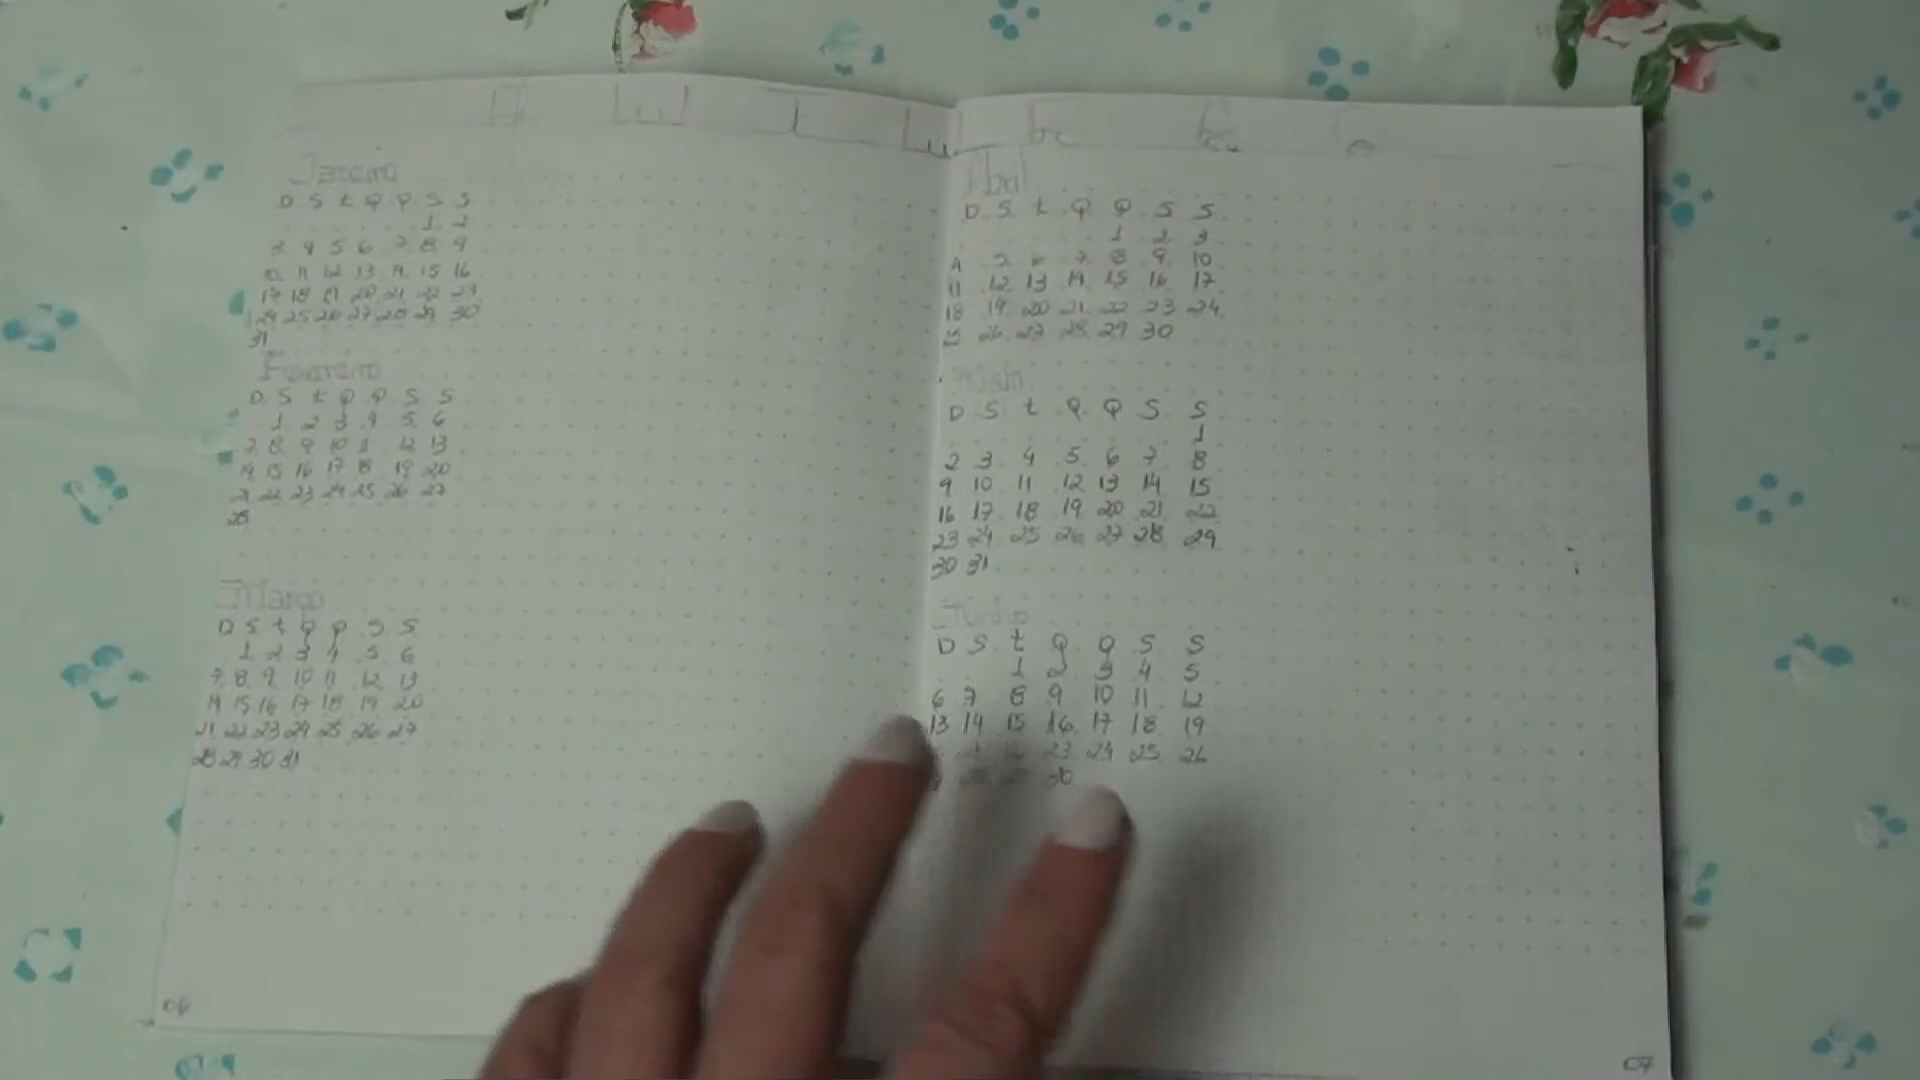 Janeiro
D S t Q Q S S
1 2
3 4 5 6 7 8 9
10 11 12 13 14 15 16
17 18 19 20 21 22 23
24 25 26 27 28 29 30
31
Fevereiro
D S t Q Q S S
1 2 3 4 5 6
7 8 9 10 11 12 13
14 15 16 17 18 19 20
21 22 23 24 25 26 27
28
Março
D S t Q Q S S
1 2 3 4 5 6
7 8 9 10 11 12 13
14 15 16 17 18 19 20
21 22 23 24 25 26 27
28 29 30 31
06
Abril
D S t Q Q S S
1 2 3
4 5 6 7 8 9 10
11 12 13 14 15 16 17
18 19 20 21 22 23 24
25 26 27 28 29 30
Maio
D S t Q Q S S
1
2 3 4 5 6 7 8
9 10 11 12 13 14 15
16 17 18 19 20 21 22
23 24 25 26 27 28 29
30 31
Junho
D S t Q Q S S
1 2 3 4 5
6 7 8 9 10 11 12
13 14 15 16 17 18 19
23 24 25 26
30
07